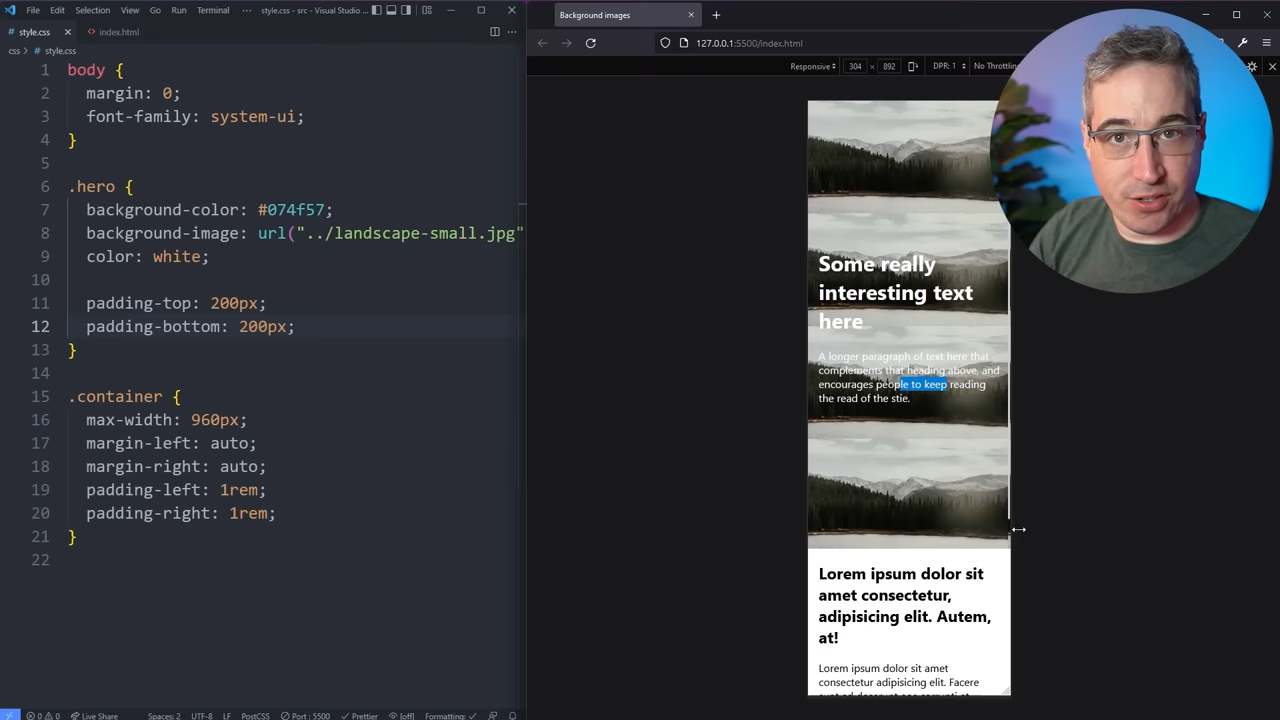 File Edit Selection View Go Run Terminal style.css - src - Visual Studio ...
style.css index.html
css > style.css
1 body {
2 margin: 0;
3 font-family: system-ui;
4 }
5
6 .hero {
7 background-color: #074f57;
8 background-image: url("../landscape-small.jpg"
9 color: white;
10
11 padding-top: 200px;
12 padding-bottom: 200px;
13 }
14
15 .container {
16 max-width: 960px;
17 margin-left: auto;
18 margin-right: auto;
19 padding-left: 1rem;
20 padding-right: 1rem;
21 }
22
0 0 Live Share Spaces: 2 UTF-8 LF PostCSS Port : 5500 Prettier [off] Formatting:
Background images
127.0.0.1:5500/index.html
Responsive 304 × 892 DPR: 1 No Throttling
Some really
interesting text
here
A longer paragraph of text here that
complements that heading above, and
encourages people to keep reading
the read of the stie.
Lorem ipsum dolor sit
amet consectetur,
adipisicing elit. Autem,
at!
Lorem ipsum dolor sit amet
consectetur adipisicing elit. Facere